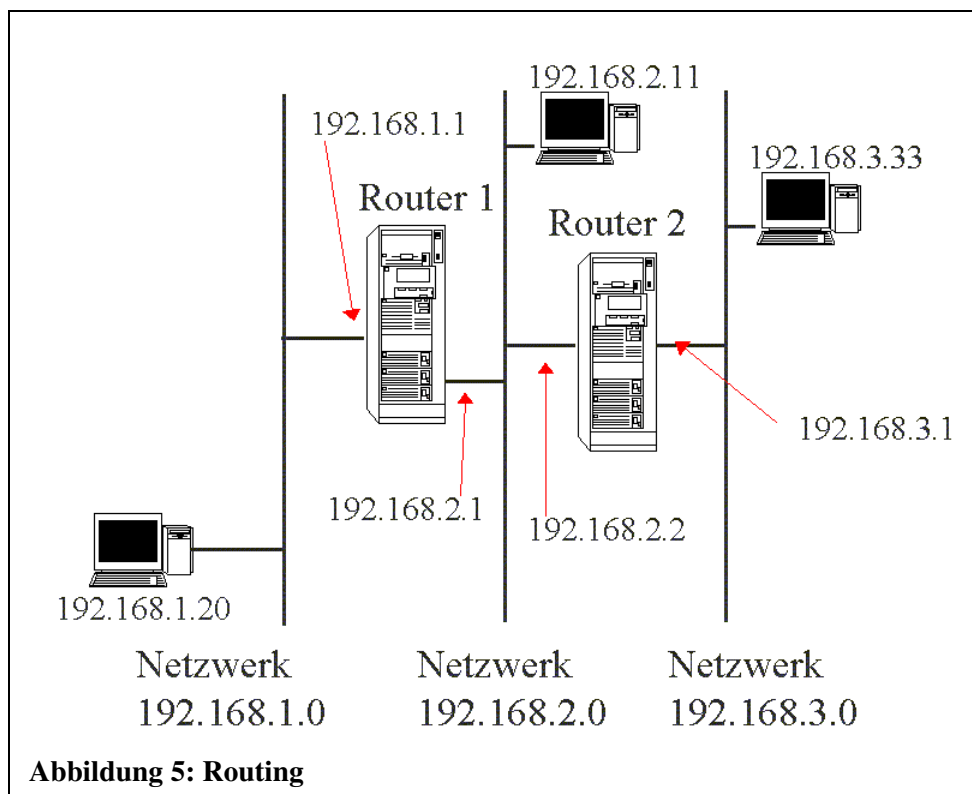 192.168.2.11
192.168.1.1
192.168.3.33
Router 1
Router 2
192.168.3.1
192.168.2.1
192.168.2.2
192.168.1.20
Netzwerk
192.168.1.0
Netzwerk
192.168.2.0
Netzwerk
192.168.3.0
Abbildung 5: Routing